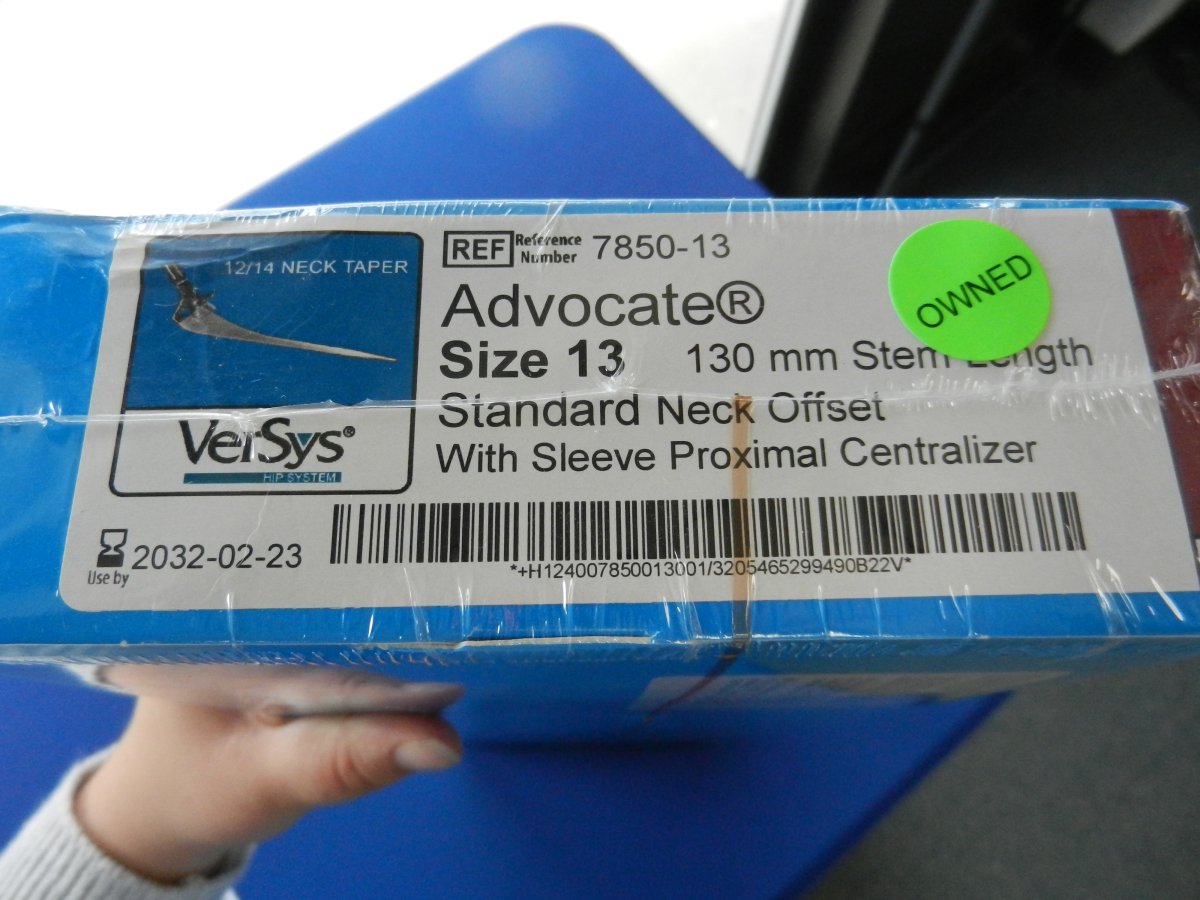 12/14 NECK TAPER
VerSys®
HIP SYSTEM
REF Reference Number 7850-13
Advocate®
Size 13 130 mm Stem Length
Standard Neck Offset
With Sleeve Proximal Centralizer
OWNED
Use by 2032-02-23
*+H124007850013001/3205465299490B22V*